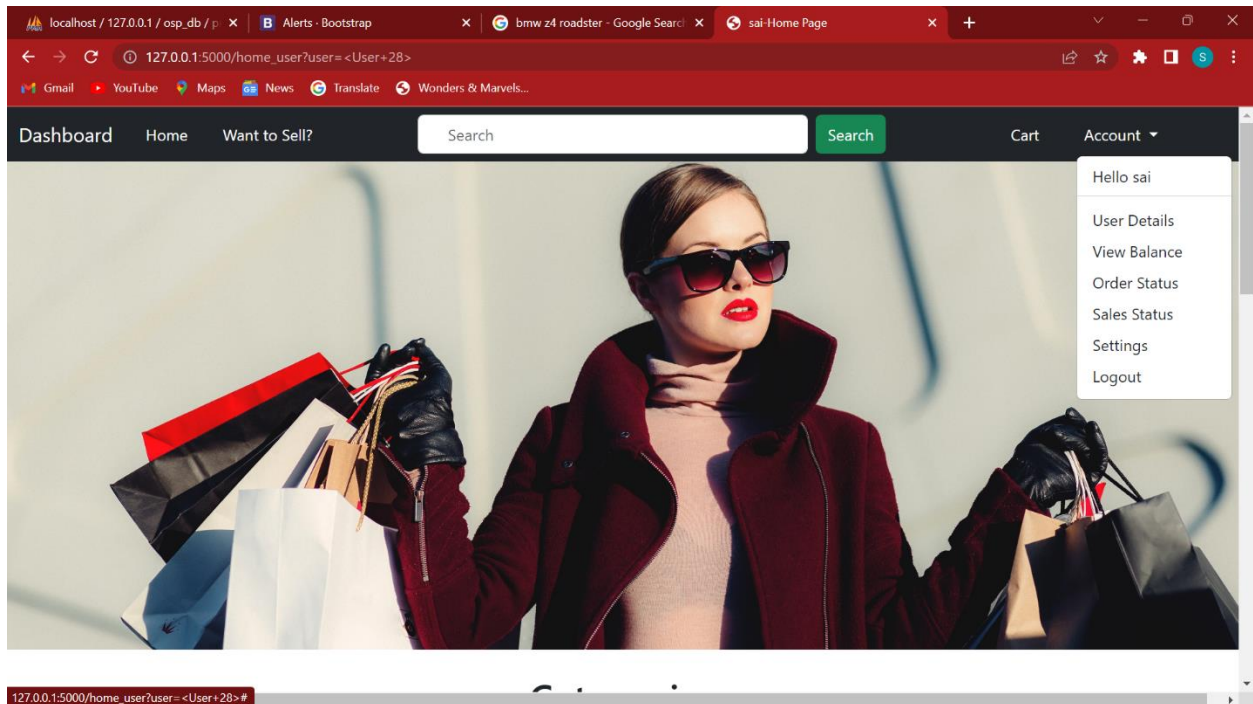 localhost / 127.0.0.1 / osp_db / p
Alerts · Bootstrap
bmw z4 roadster - Google Search
sai-Home Page
127.0.0.1:5000/home_user?user=<User+28>
S
Gmail YouTube Maps News Translate Wonders & Marvels...
Dashboard Home Want to Sell? Search Search Cart Account
Hello sai
User Details
View Balance
Order Status
Sales Status
Settings
Logout
127.0.0.1:5000/home_user?user=<User+28>#